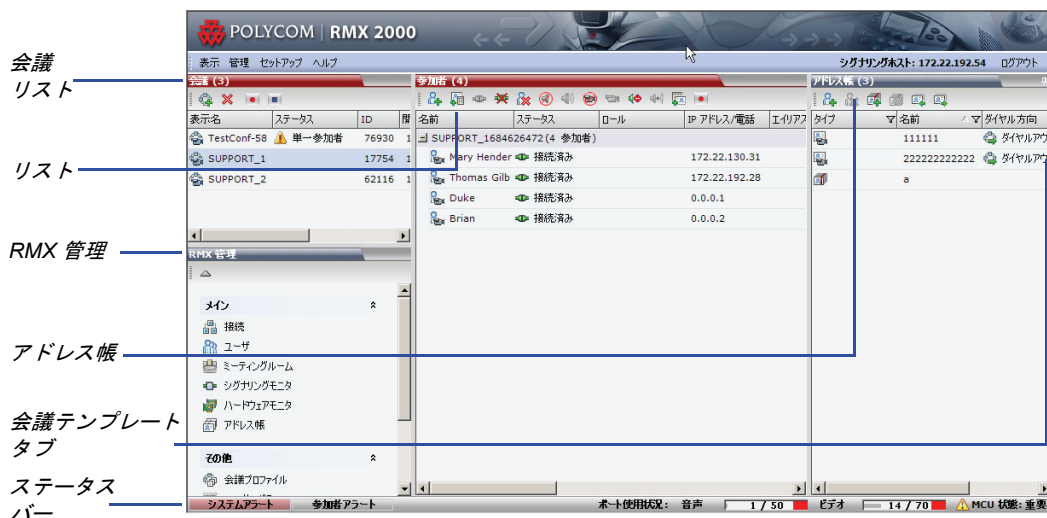 POLYCOM | RMX 2000
表示 管理 セットアップ ヘルプ
シグナリングホスト: 172.22.192.54 ログアウト
会議
リスト
会議 (3)
参加者 (4)
アドレス帳 (3)
表示名 ステータス ID 開
名前 ステータス ロール IP アドレス/電話 エイリアス
タイプ 名前 ダイヤル方向
TestConf-58 単一参加者 76930 1
SUPPORT_1 17754 1
SUPPORT_2 62116 1
SUPPORT_1684626472(4 参加者)
Mary Hender 接続済み 172.22.130.31
Thomas Gilb 接続済み 172.22.192.28
Duke 接続済み 0.0.0.1
Brian 接続済み 0.0.0.2
111111 ダイヤルアウ
222222222222 ダイヤルアウ
a
リスト
RMX 管理
RMX 管理
メイン
接続
ユーザ
ミーティングルーム
シグナリングモニタ
ハードウェアモニタ
アドレス帳
その他
会議プロファイル
アドレス帳
会議テンプレート
タブ
ステータス
バー
システムアラート 参加者アラート ポート使用状況: 音声 1 / 50 ビデオ 14 / 70 MCU 状態: 重要